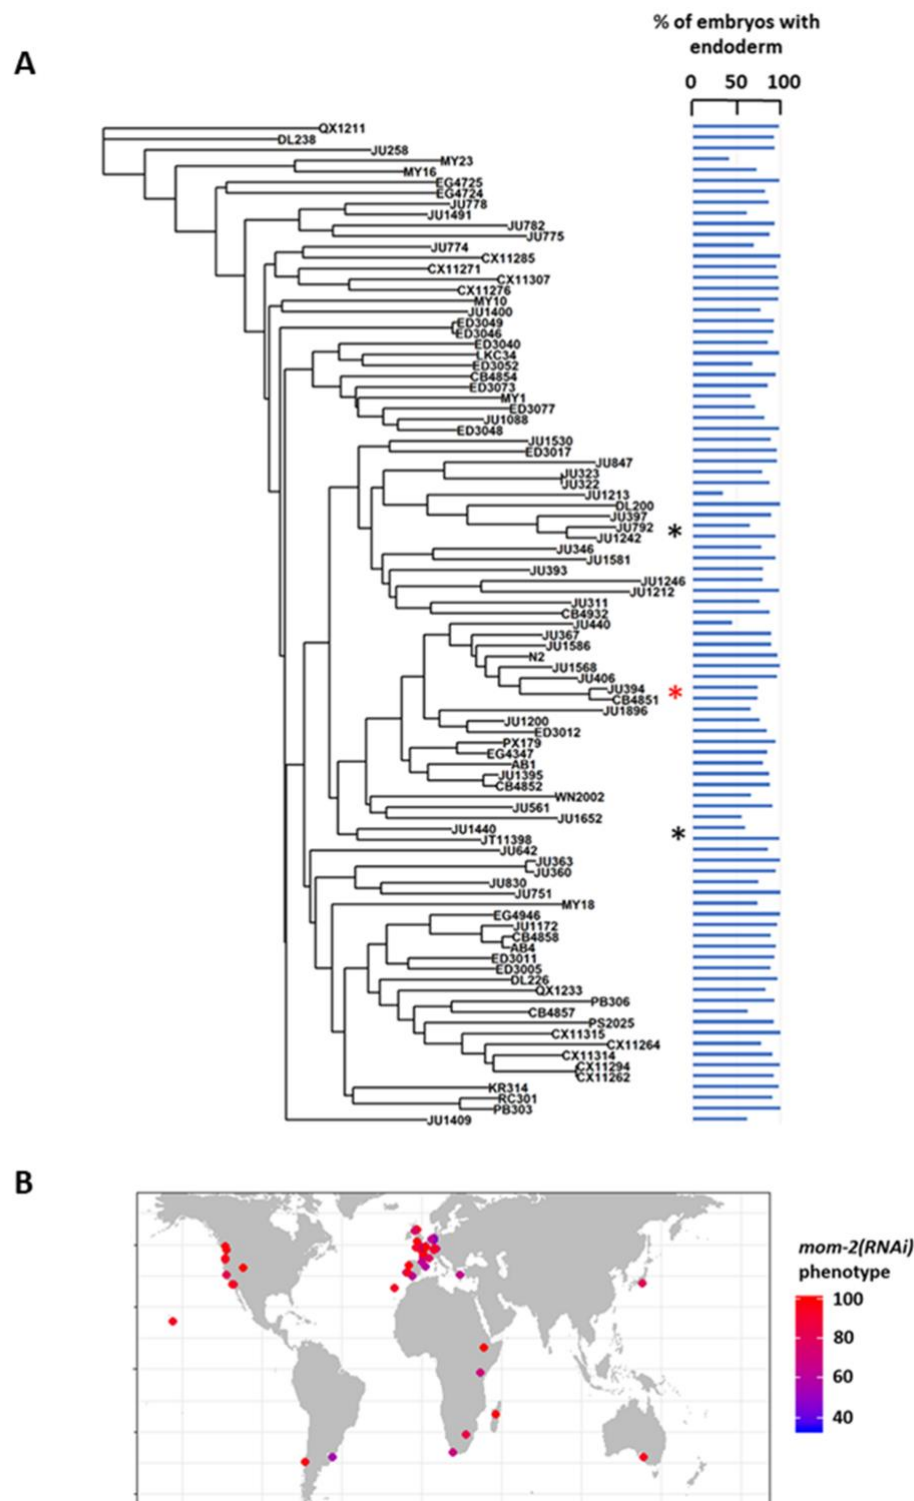 % of embryos with
endoderm
A
0 50 100
QX1211
DL238
JU258
MY23
MY16
EG4725
EG4724
JU778
JU1491
JU782
JU775
JU774
CX11285
CX11271
CX11307
CX11276
MY10
JU1400
ED3049
ED3046
ED3040
LKC34
ED3052
CB4854
ED3073
MY1
ED3077
JU1088
ED3048
JU1530
ED3017
JU847
JU323
JU322
JU1213
DL200
JU397
JU792
*
JU1242
JU346
JU1581
JU393
JU1246
JU1212
JU311
CB4932
JU440
JU367
JU1586
N2
JU1568
JU406
JU394
*
CB4851
JU1896
JU1200
ED3012
PX179
EG4347
AB1
JU1395
CB4852
WN2002
JU561
JU1652
JU1440
*
JT11398
JU642
JU363
JU360
JU830
JU751
MY18
EG4946
JU1172
CB4858
AB4
ED3011
ED3005
DL226
QX1233
PB306
CB4857
PS2025
CX11315
CX11264
CX11314
CX11294
CX11262
KR314
RC301
PB303
JU1409
B
mom-2(RNAi)
phenotype
100
80
60
40